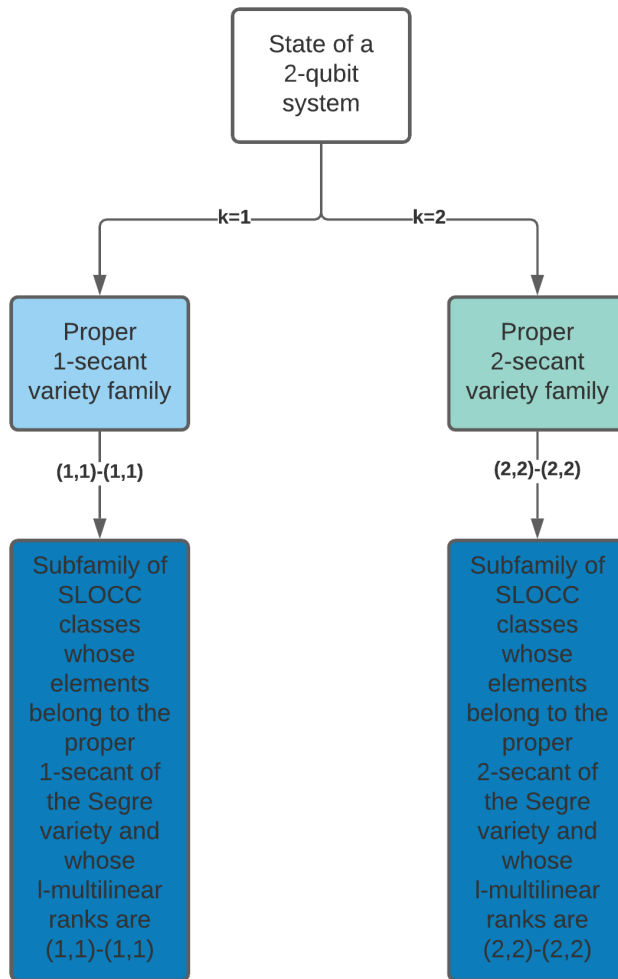 State of a
2-qubit
system
k=1
k=2
Proper
1-secant
variety family
Proper
2-secant
variety family
(1,1)-(1,1)
(2,2)-(2,2)
Subfamily of
SLOCC
classes
whose
elements
belong to the
proper
1-secant of
the Segre
variety and
whose
l-multilinear
ranks are
(1,1)-(1,1)
Subfamily of
SLOCC
classes
whose
elements
belong to the
proper
2-secant of
the Segre
variety and
whose
l-multilinear
ranks are
(2,2)-(2,2)